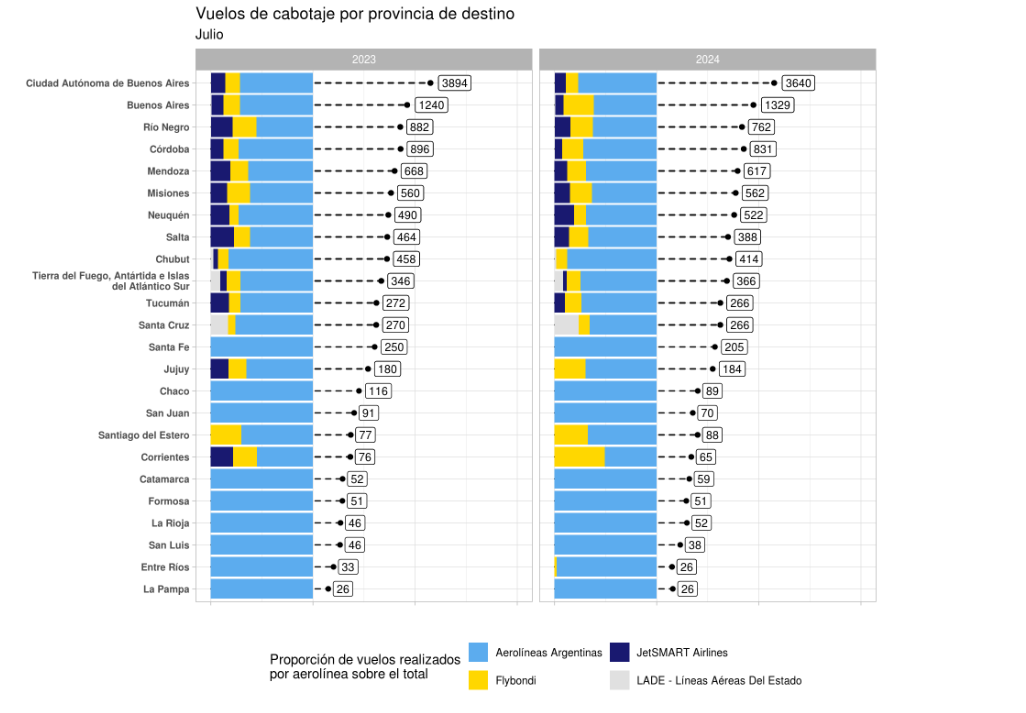 Vuelos de cabotaje por provincia de destino
Julio
2023 2024
Ciudad Autónoma de Buenos Aires 3894 3640
Buenos Aires 1240 1329
Río Negro 882 762
Córdoba 896 831
Mendoza 668 617
Misiones 560 562
Neuquén 490 522
Salta 464 388
Chubut 458 414
Tierra del Fuego, Antártida e Islas
del Atlántico Sur 346 366
Tucumán 272 266
Santa Cruz 270 266
Santa Fe 250 205
Jujuy 180 184
Chaco 116 89
San Juan 91 70
Santiago del Estero 77 88
Corrientes 76 65
Catamarca 52 59
Formosa 51 51
La Rioja 46 52
San Luis 46 38
Entre Ríos 33 26
La Pampa 26 26
Proporción de vuelos realizados
por aerolínea sobre el total
Aerolíneas Argentinas JetSMART Airlines
Flybondi LADE - Líneas Aéreas Del Estado